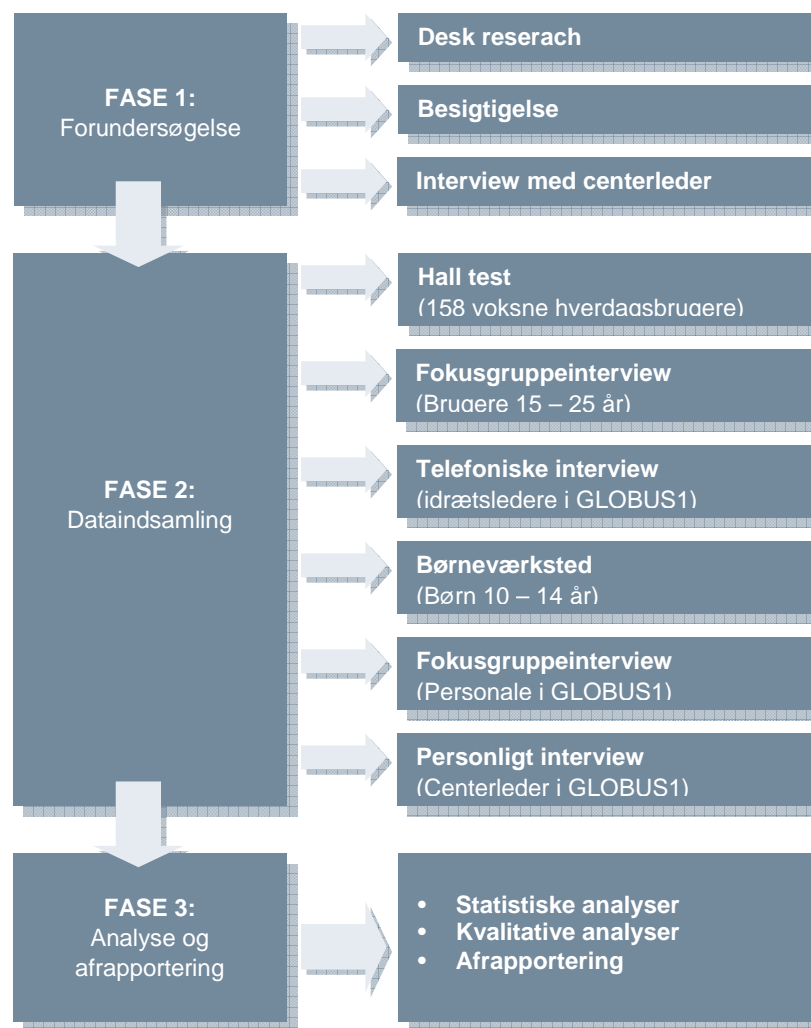 FASE 1:
Forundersøgelse
Desk reserach
Besigtigelse
Interview med centerleder
FASE 2:
Dataindsamling
Hall test
(158 voksne hverdagsbrugere)
Fokusgruppeinterview
(Brugere 15 – 25 år)
Telefoniske interview
(idrætsledere i GLOBUS1)
Børneværksted
(Børn 10 – 14 år)
Fokusgruppeinterview
(Personale i GLOBUS1)
Personligt interview
(Centerleder i GLOBUS1)
FASE 3:
Analyse og
afrapportering
• Statistiske analyser
• Kvalitative analyser
• Afrapportering